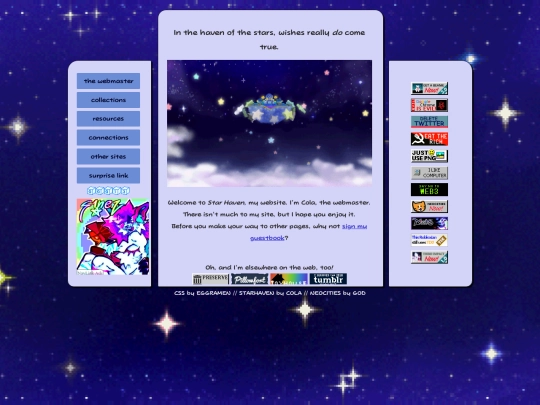 In the haven of the stars, wishes really do come
true.
the webmaster
collections
resources
connections
other sites
surprise link
Welcome to Star Haven, my website. I'm Cola, the webmaster.
There isn't much to my site, but I hope you enjoy it.
Before you make your way to other pages, why not sign my
guestbook?
Oh, and I'm elsewhere on the web, too!
PRESERVE
Pillowfort
tumblr
DELETE
TWITTER
EAT THE
RICH
JUST
USE PNG
I LIKE
COMPUTER
WEB3
CSS by EGGRAMEN // STARHAVEN by COLA // NEOCITIES by GOD